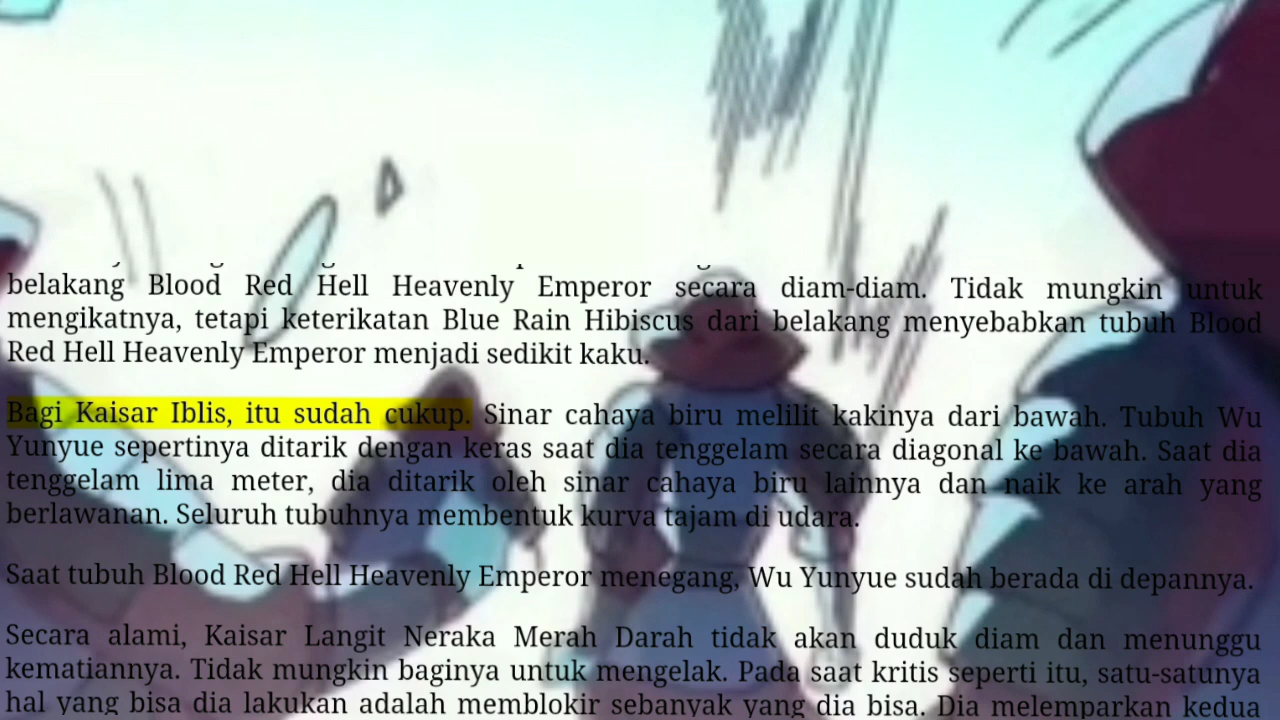 belakang Blood Red Hell Heavenly Emperor secara diam-diam. Tidak mungkin untuk
mengikatnya, tetapi keterikatan Blue Rain Hibiscus dari belakang menyebabkan tubuh Blood
Red Hell Heavenly Emperor menjadi sedikit kaku.
Bagi Kaisar Iblis, itu sudah cukup. Sinar cahaya biru melilit kakinya dari bawah. Tubuh Wu
Yunyue sepertinya ditarik dengan keras saat dia tenggelam secara diagonal ke bawah. Saat dia
tenggelam lima meter, dia ditarik oleh sinar cahaya biru lainnya dan naik ke arah yang
berlawanan. Seluruh tubuhnya membentuk kurva tajam di udara.
Saat tubuh Blood Red Hell Heavenly Emperor menegang, Wu Yunyue sudah berada di depannya.
Secara alami, Kaisar Langit Neraka Merah Darah tidak akan duduk diam dan menunggu
kematiannya. Tidak mungkin baginya untuk mengelak. Pada saat kritis seperti itu, satu-satunya
hal yang bisa dia lakukan adalah memblokir sebanyak yang dia bisa. Dia melemparkan kedua